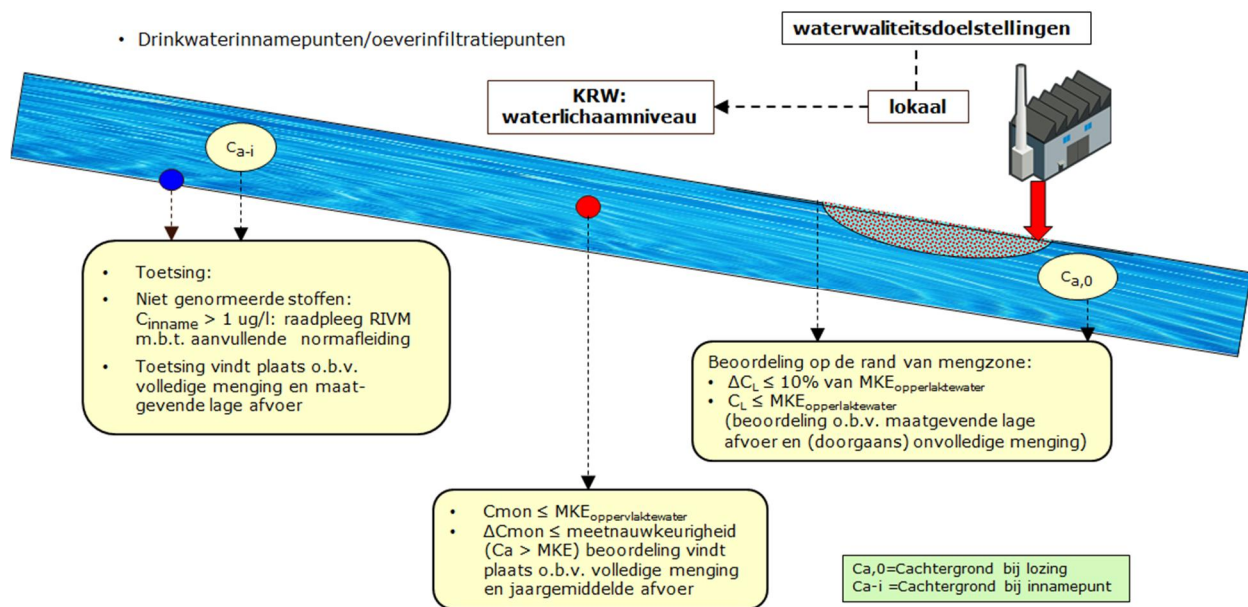 • Drinkwaterinnamepunten/oeverinfiltratiepunten
waterwaliteitsdoelstellingen
KRW:
waterlichaamniveau
lokaal
Ca-i
Ca,0
• Toetsing:
• Niet genormeerde stoffen:
Cinname > 1 ug/l: raadpleeg RIVM
m.b.t. aanvullende normafleiding
• Toetsing vindt plaats o.b.v.
volledige menging en maat-
gevende lage afvoer
Beoordeling op de rand van mengzone:
• ΔCL ≤ 10% van MKEopperlaktewater
• CL ≤ MKEopperlaktewater
(beoordeling o.b.v. maatgevende lage
afvoer en (doorgaans) onvolledige menging)
• Cmon ≤ MKEoppervlaktewater
• ΔCmon ≤ meetnauwkeurigheid
(Ca > MKE) beoordeling vindt
plaats o.b.v. volledige menging
en jaargemiddelde afvoer
Ca,0=Cachtergrond bij lozing
Ca-i =Cachtergrond bij innamepunt